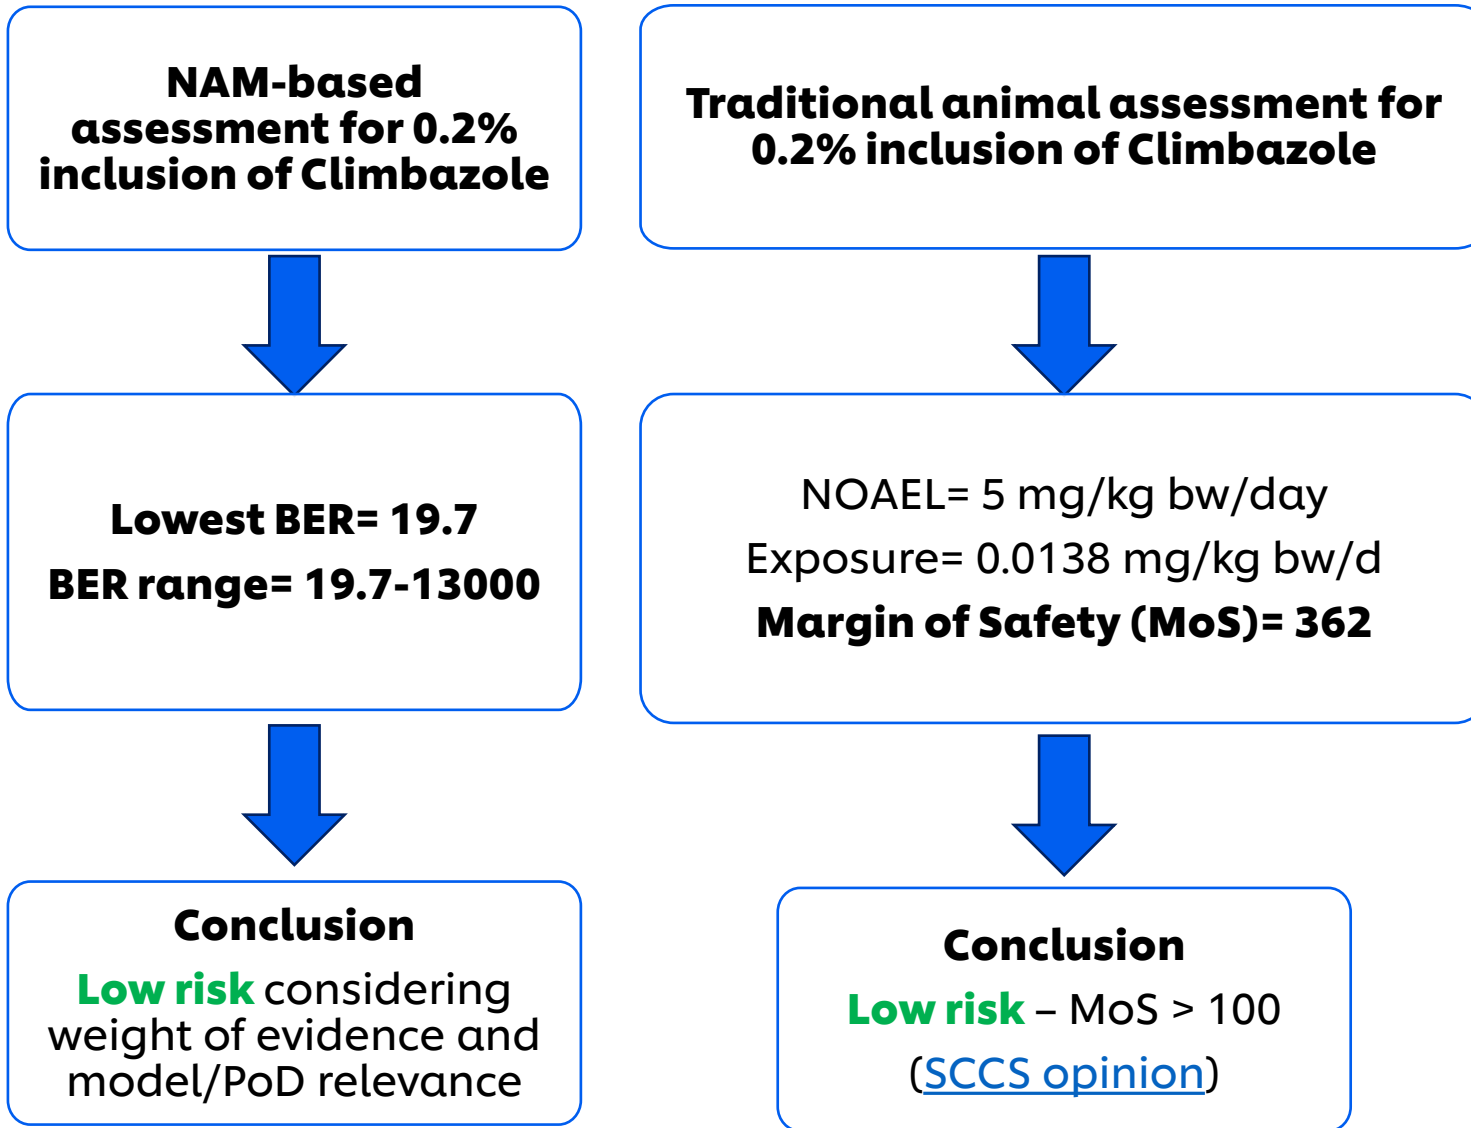 NAM-based
assessment for 0.2%
inclusion of Climbazole
Lowest BER= 19.7
BER range= 19.7-13000
Conclusion
Low risk considering
weight of evidence and
model/PoD relevance
Traditional animal assessment for
0.2% inclusion of Climbazole
NOAEL= 5 mg/kg bw/day
Exposure= 0.0138 mg/kg bw/d
Margin of Safety (MoS)= 362
Conclusion
Low risk – MoS > 100
(SCCS opinion)